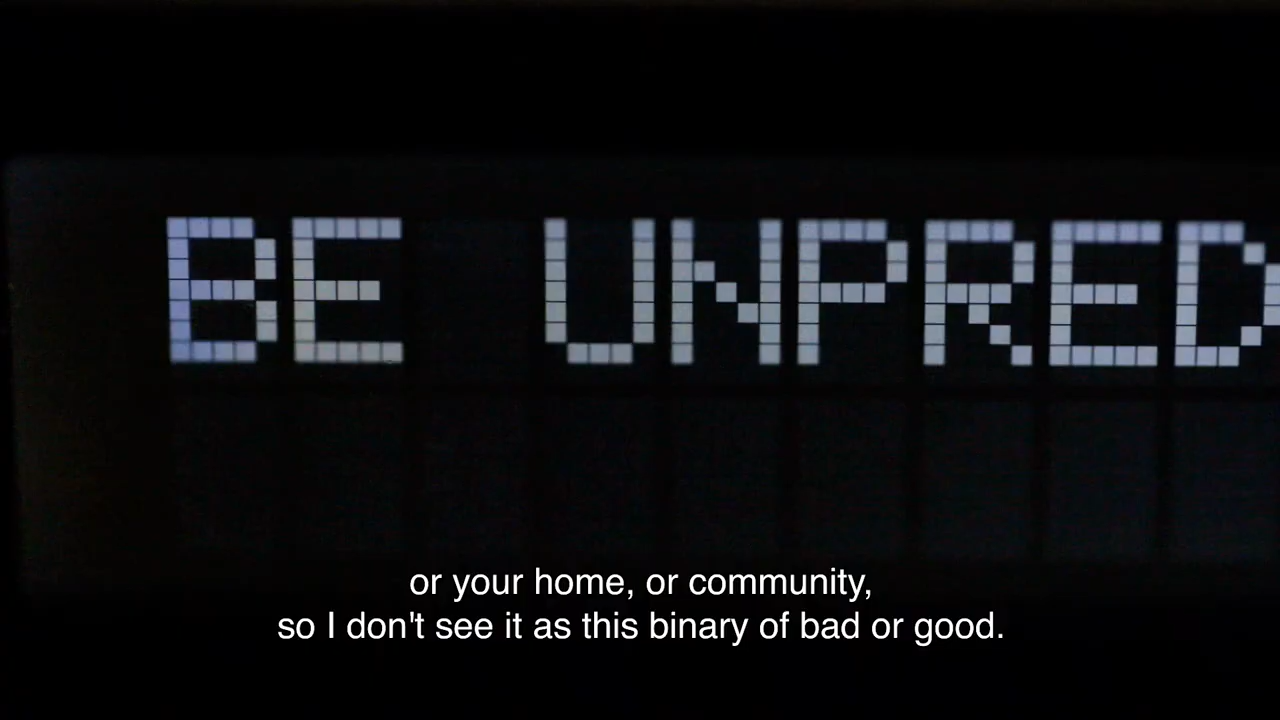 BE UNPRED
or your home, or community,
so I don't see it as this binary of bad or good.